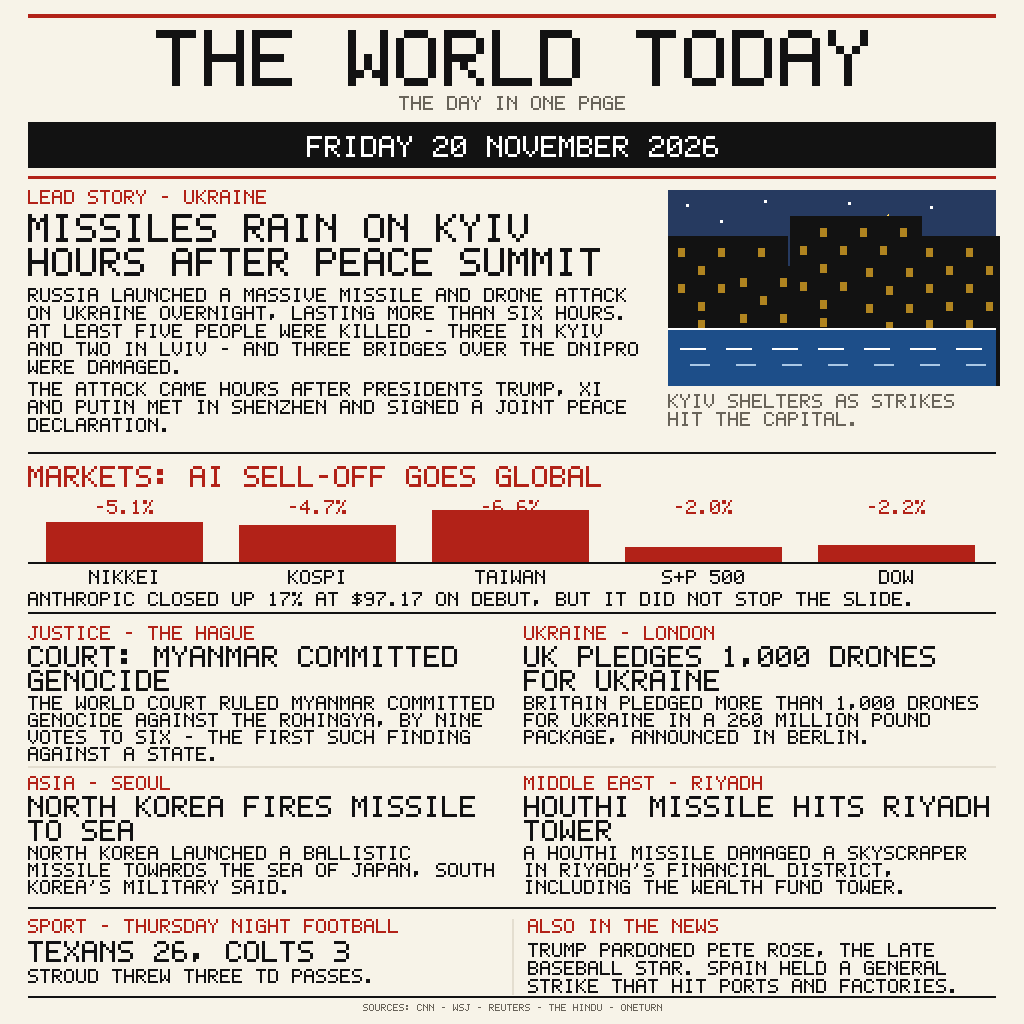 THE WORLD TODAY
THE DAY IN ONE PAGE
FRIDAY 20 NOVEMBER 2026
LEAD STORY - UKRAINE
MISSILES RAIN ON KYIV
HOURS AFTER PEACE SUMMIT
RUSSIA LAUNCHED A MASSIVE MISSILE AND DRONE ATTACK
ON UKRAINE OVERNIGHT, LASTING MORE THAN SIX HOURS.
AT LEAST FIVE PEOPLE WERE KILLED - THREE IN KYIV
AND TWO IN LVIV - AND THREE BRIDGES OVER THE DNIPRO
WERE DAMAGED.
THE ATTACK CAME HOURS AFTER PRESIDENTS TRUMP, XI
AND PUTIN MET IN SHENZHEN AND SIGNED A JOINT PEACE
DECLARATION.
KYIV SHELTERS AS STRIKES
HIT THE CAPITAL.
MARKETS: AI SELL-OFF GOES GLOBAL
-5.1% -4.7% -6.6% -2.0% -2.2%
NIKKEI KOSPI TAIWAN S+P 500 DOW
ANTHROPIC CLOSED UP 17% AT $97.17 ON DEBUT, BUT IT DID NOT STOP THE SLIDE.
JUSTICE - THE HAGUE
COURT: MYANMAR COMMITTED
GENOCIDE
THE WORLD COURT RULED MYANMAR COMMITTED
GENOCIDE AGAINST THE ROHINGYA, BY NINE
VOTES TO SIX - THE FIRST SUCH FINDING
AGAINST A STATE.
UKRAINE - LONDON
UK PLEDGES 1,000 DRONES
FOR UKRAINE
BRITAIN PLEDGED MORE THAN 1,000 DRONES
FOR UKRAINE IN A 260 MILLION POUND
PACKAGE, ANNOUNCED IN BERLIN.
ASIA - SEOUL
NORTH KOREA FIRES MISSILE
TO SEA
NORTH KOREA LAUNCHED A BALLISTIC
MISSILE TOWARDS THE SEA OF JAPAN, SOUTH
KOREA'S MILITARY SAID.
MIDDLE EAST - RIYADH
HOUTHI MISSILE HITS RIYADH
TOWER
A HOUTHI MISSILE DAMAGED A SKYSCRAPER
IN RIYADH'S FINANCIAL DISTRICT,
INCLUDING THE WEALTH FUND TOWER.
SPORT - THURSDAY NIGHT FOOTBALL
TEXANS 26, COLTS 3
STROUD THREW THREE TD PASSES.
ALSO IN THE NEWS
TRUMP PARDONED PETE ROSE, THE LATE
BASEBALL STAR. SPAIN HELD A GENERAL
STRIKE THAT HIT PORTS AND FACTORIES.
SOURCES: CNN - WSJ - REUTERS - THE HINDU - ONETURN